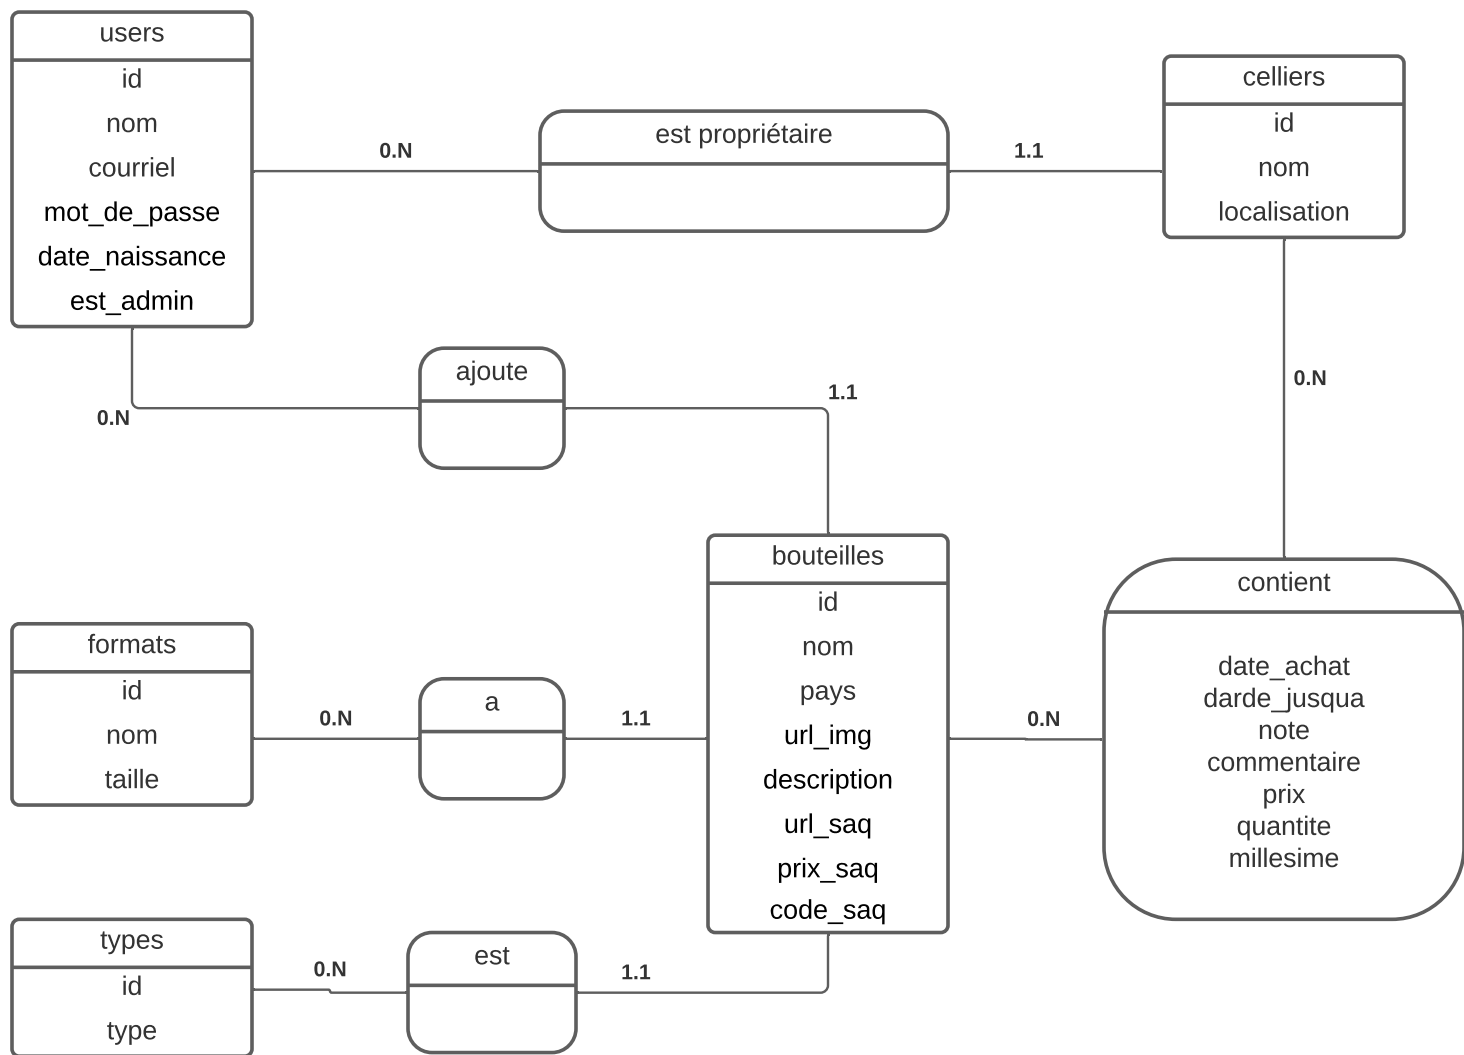 users
id
nom
courriel
mot_de_passe
date_naissance
est_admin
0.N
est propriétaire
1.1
celliers
id
nom
localisation
0.N
ajoute
1.1
0.N
bouteilles
id
nom
pays
url_img
description
url_saq
prix_saq
code_saq
formats
id
nom
taille
0.N
a
1.1
0.N
contient
date_achat
darde_jusqua
note
commentaire
prix
quantite
millesime
types
id
type
0.N
est
1.1